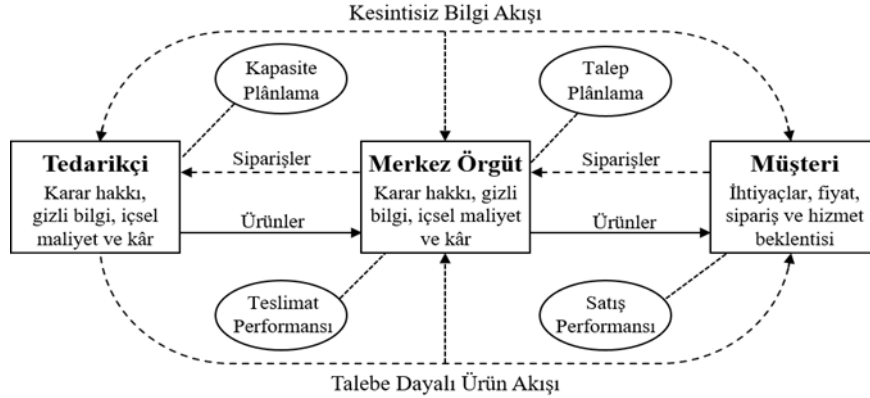 Kesintisiz Bilgi Akışı
Kapasite
Plânlama
Talep
Plânlama
Tedarikçi
Karar hakkı,
gizli bilgi, içsel
maliyet ve kâr
Siparişler
Ürünler
Merkez Örgüt
Karar hakkı, gizli
bilgi, içsel maliyet
ve kâr
Siparişler
Ürünler
Müşteri
İhtiyaçlar, fiyat,
sipariş ve hizmet
beklentisi
Teslimat
Performansı
Satış
Performansı
Talebe Dayalı Ürün Akışı